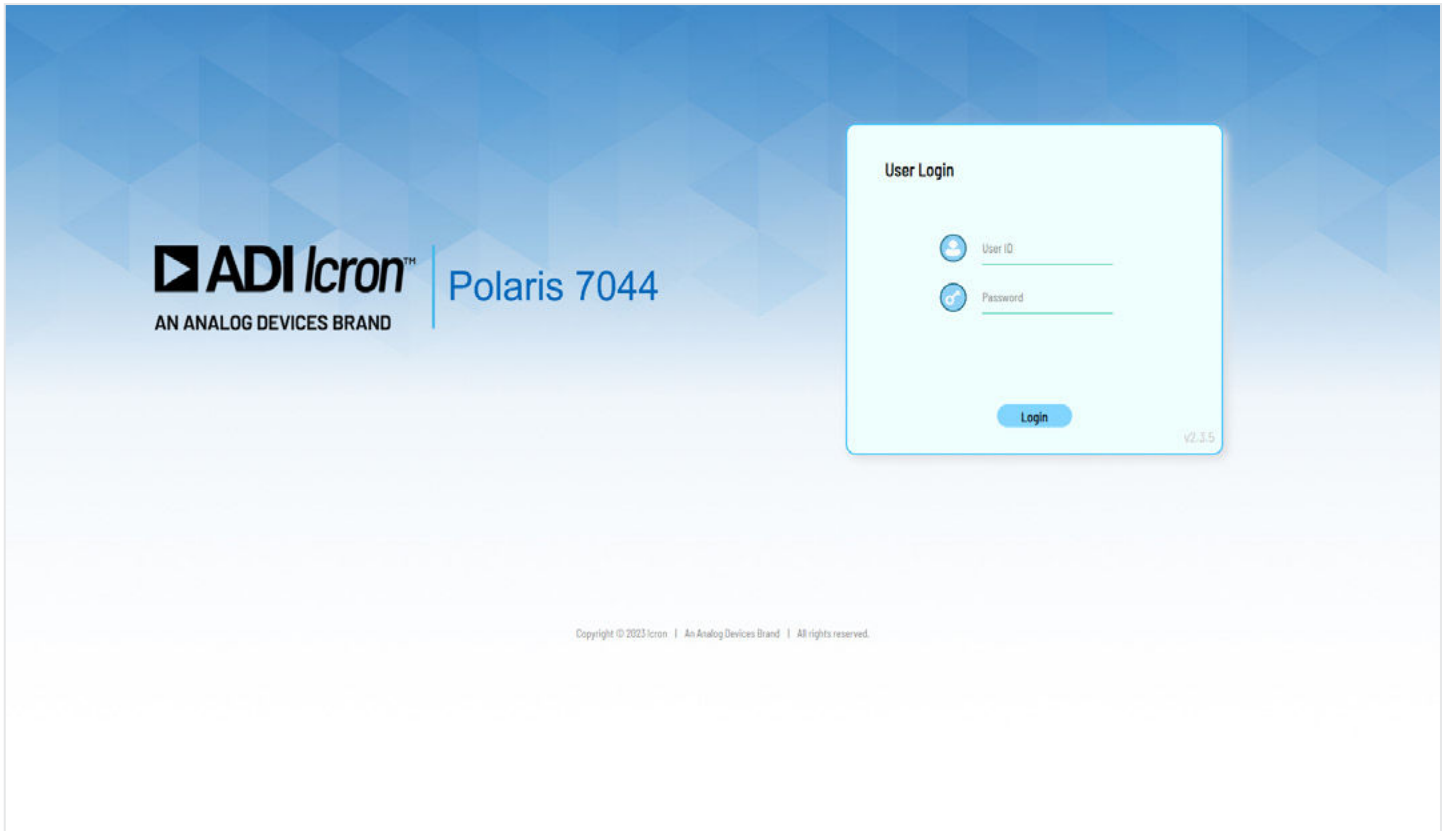 ADI Icron™
AN ANALOG DEVICES BRAND
Polaris 7044
User Login
User ID
Password
Login
v2.3.5
Copyright © 2023 Icron | An Analog Devices Brand | All rights reserved.